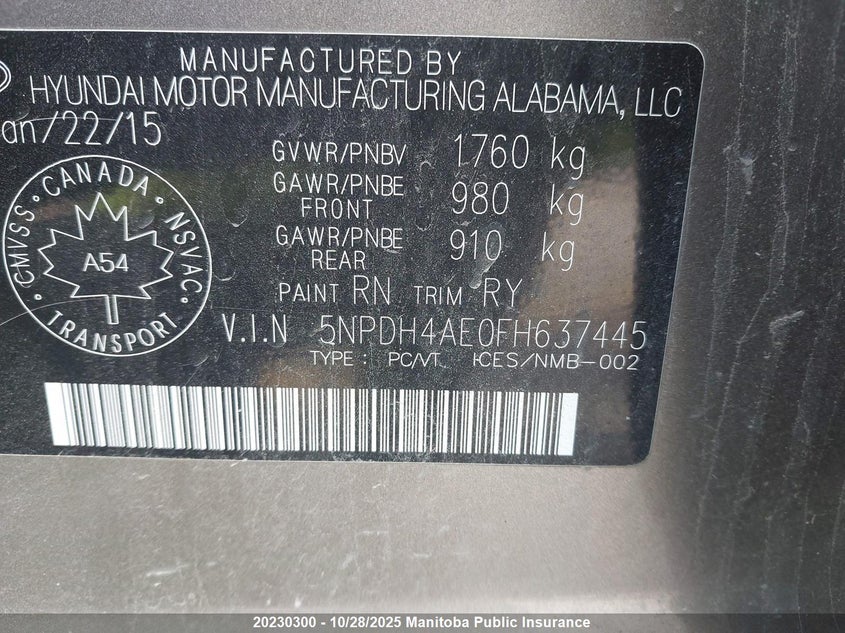 MANUFACTURED BY
HYUNDAI MOTOR MANUFACTURING ALABAMA, LLC
an/22/15
GVWR/PNBV 1760 kg
GAWR/PNBE FRONT 980 kg
GAWR/PNBE REAR 910 kg
PAINT RN TRIM RY
V.I.N 5NPDH4AE0FH637445
TYPE : PC/VT ICES/NMB-002
CMVSS · CANADA · NSVAC
A54
TRANSPORT
20230300 - 10/28/2025 Manitoba Public Insurance